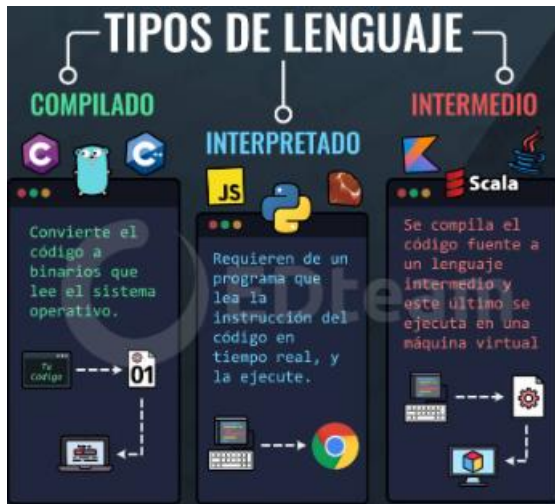 TIPOS DE LENGUAJE
COMPILADO
INTERPRETADO
INTERMEDIO
C
C++
JS
Scala
Convierte el
código a
binarios que
lee el sistema
operativo.
Tu
Código
01
Requieren de un
programa que
lea la
instrucción del
código en
tiempo real, y
la ejecute.
Se compila el
código fuente a
un lenguaje
intermedio y
este último se
ejecuta en una
máquina virtual
EDteam